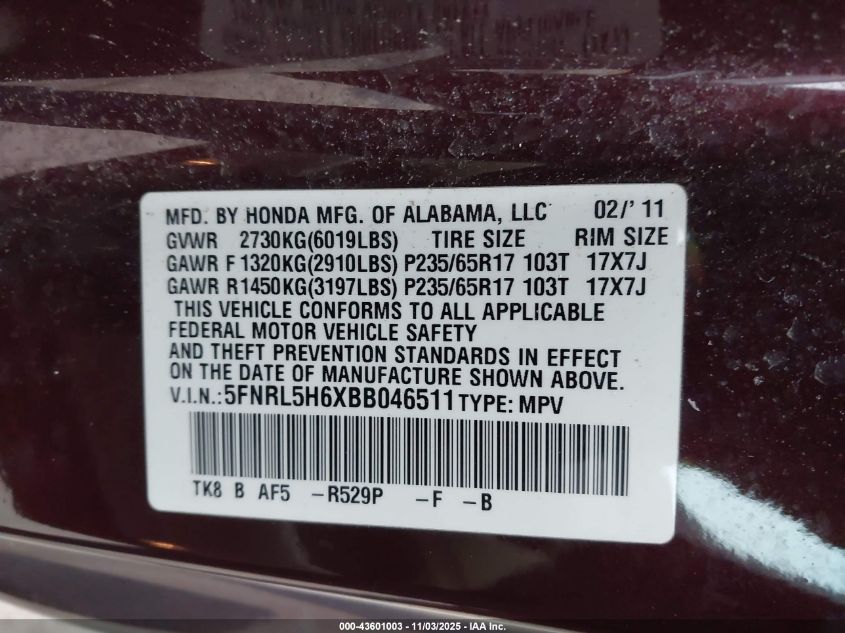 MFD. BY HONDA MFG. OF ALABAMA, LLC 02/' 11
GVWR 2730KG(6019LBS) TIRE SIZE RIM SIZE
GAWR F 1320KG(2910LBS) P235/65R17 103T 17X7J
GAWR R1450KG(3197LBS) P235/65R17 103T 17X7J
THIS VEHICLE CONFORMS TO ALL APPLICABLE
FEDERAL MOTOR VEHICLE SAFETY
AND THEFT PREVENTION STANDARDS IN EFFECT
ON THE DATE OF MANUFACTURE SHOWN ABOVE.
V.I.N.:5FNRL5H6XBB046511 TYPE: MPV
TK8 B AF5 -R529P -F -B
000-43601003 - 11/03/2025 - IAA Inc.